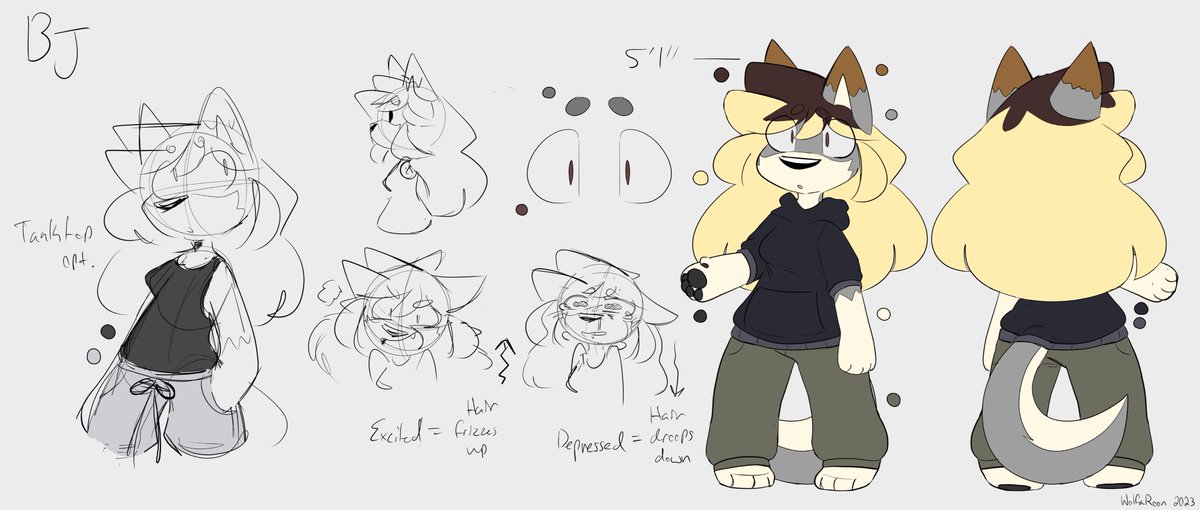 BJ
5'1"
Tanktop
opt.
Excited = Hair
frizzes
up
Depressed = Hair
droops
down
WolfaRoon 2023